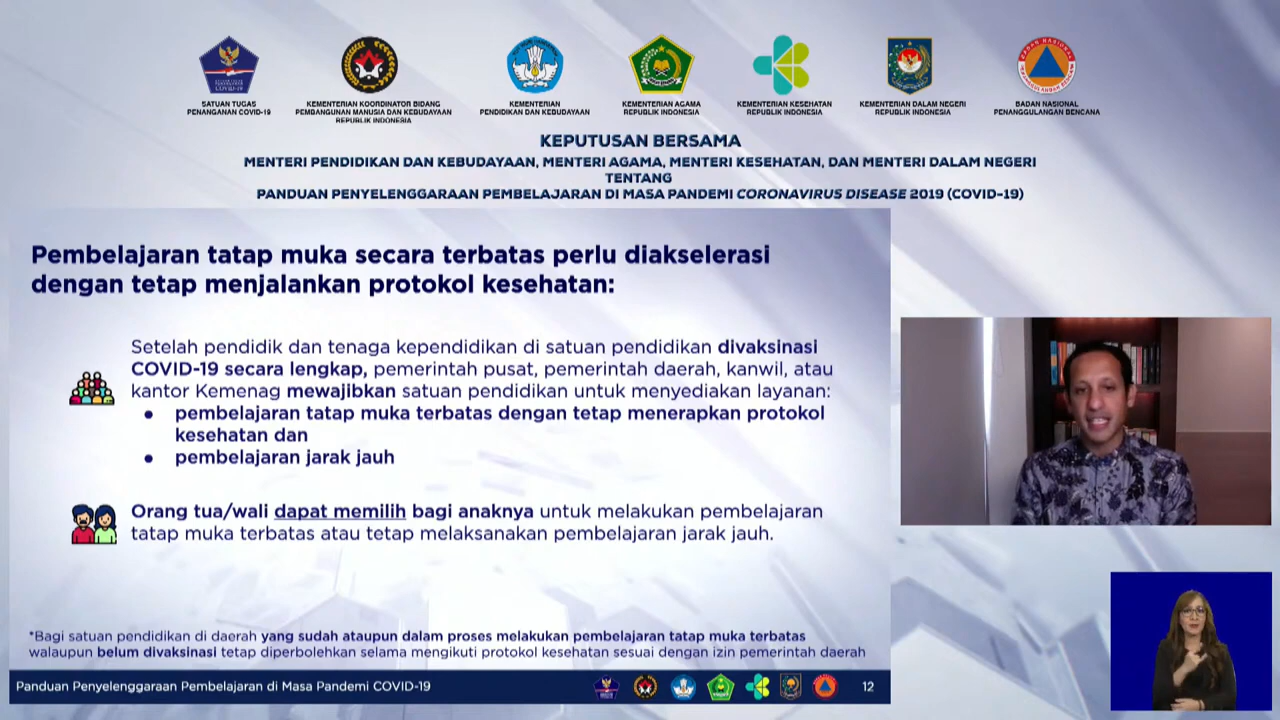 SATUAN TUGAS
PENANGANAN COVID-19
KEMENTERIAN KOORDINATOR BIDANG
PEMBANGUNAN MANUSIA DAN KEBUDAYAAN
REPUBLIK INDONESIA
KEMENTERIAN
PENDIDIKAN DAN KEBUDAYAAN
KEMENTERIAN AGAMA
REPUBLIK INDONESIA
KEMENTERIAN KESEHATAN
REPUBLIK INDONESIA
KEMENTERIAN DALAM NEGERI
REPUBLIK INDONESIA
BADAN NASIONAL
PENANGGULANGAN BENCANA
KEPUTUSAN BERSAMA
MENTERI PENDIDIKAN DAN KEBUDAYAAN, MENTERI AGAMA, MENTERI KESEHATAN, DAN MENTERI DALAM NEGERI
TENTANG
PANDUAN PENYELENGGARAAN PEMBELAJARAN DI MASA PANDEMI CORONAVIRUS DISEASE 2019 (COVID-19)
Pembelajaran tatap muka secara terbatas perlu diakselerasi
dengan tetap menjalankan protokol kesehatan:
Setelah pendidik dan tenaga kependidikan di satuan pendidikan divaksinasi
COVID-19 secara lengkap, pemerintah pusat, pemerintah daerah, kanwil, atau
kantor Kemenag mewajibkan satuan pendidikan untuk menyediakan layanan:
● pembelajaran tatap muka terbatas dengan tetap menerapkan protokol
kesehatan dan
● pembelajaran jarak jauh
Orang tua/wali dapat memilih bagi anaknya untuk melakukan pembelajaran
tatap muka terbatas atau tetap melaksanakan pembelajaran jarak jauh.
*Bagi satuan pendidikan di daerah yang sudah ataupun dalam proses melakukan pembelajaran tatap muka terbatas
walaupun belum divaksinasi tetap diperbolehkan selama mengikuti protokol kesehatan sesuai dengan izin pemerintah daerah
Panduan Penyelenggaraan Pembelajaran di Masa Pandemi COVID-19
12